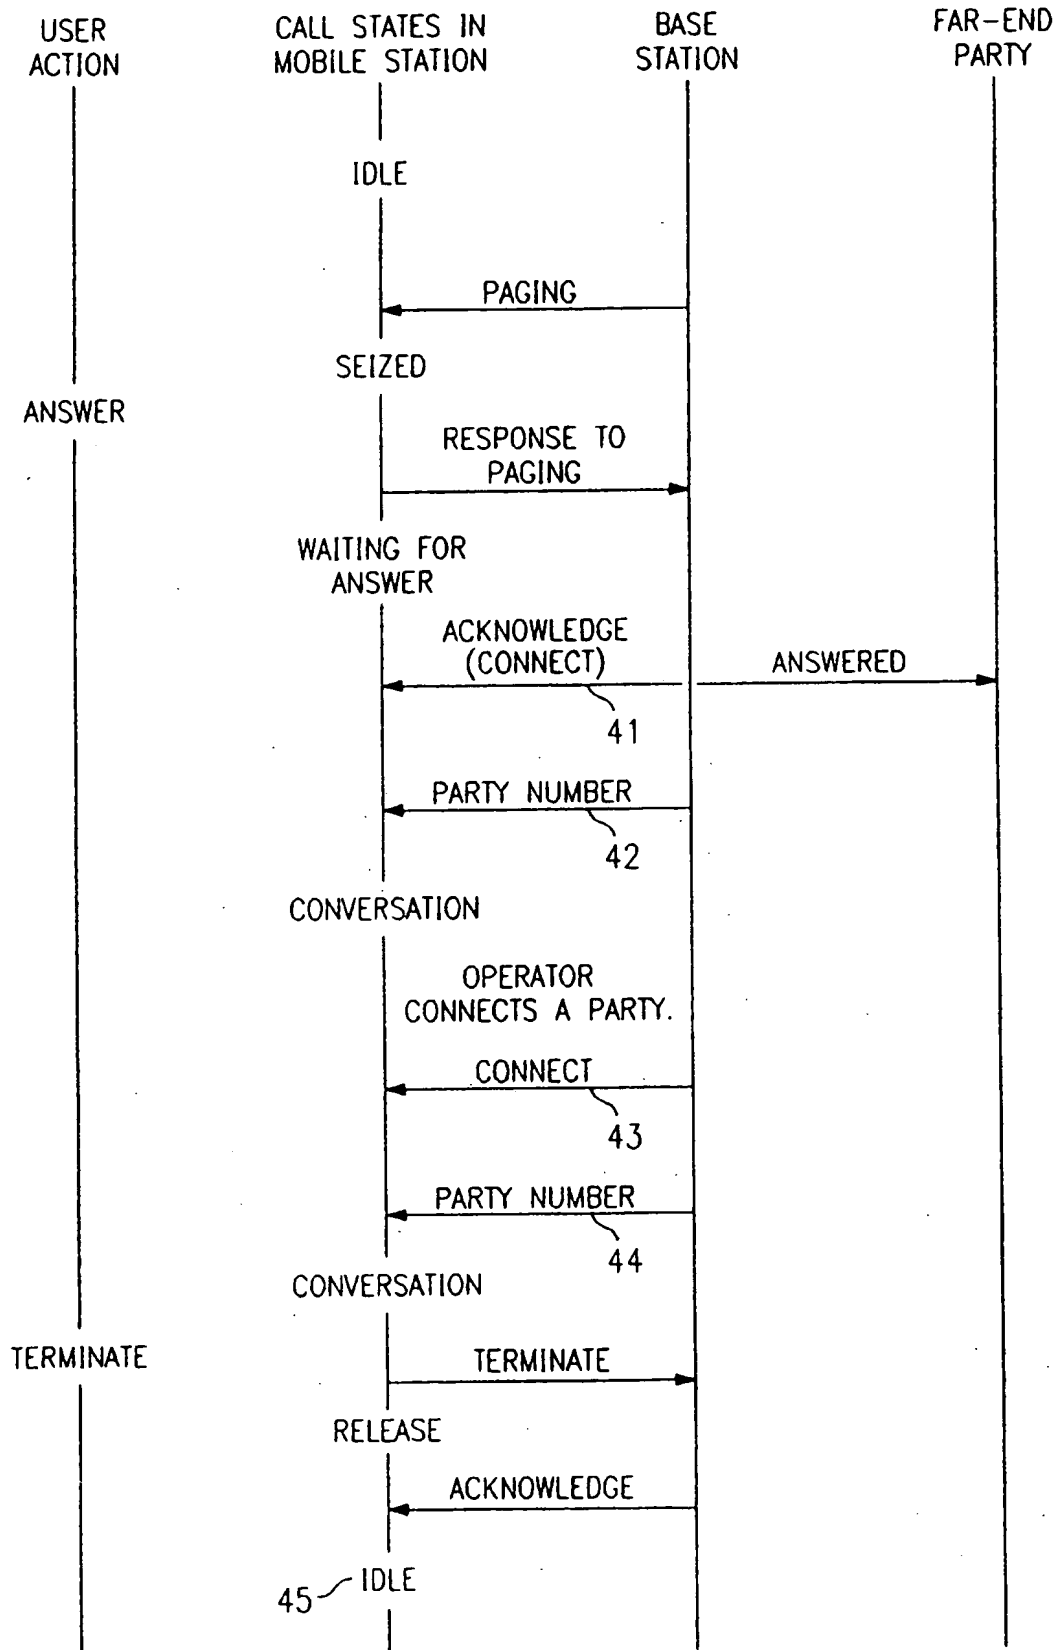 USER
ACTION
CALL STATES IN
MOBILE STATION
BASE
STATION
FAR-END
PARTY
IDLE
PAGING
SEIZED
ANSWER
RESPONSE TO
PAGING
WAITING FOR
ANSWER
ACKNOWLEDGE
(CONNECT)
ANSWERED
41
PARTY NUMBER
42
CONVERSATION
OPERATOR
CONNECTS A PARTY.
CONNECT
43
PARTY NUMBER
44
CONVERSATION
TERMINATE
TERMINATE
RELEASE
ACKNOWLEDGE
45
IDLE